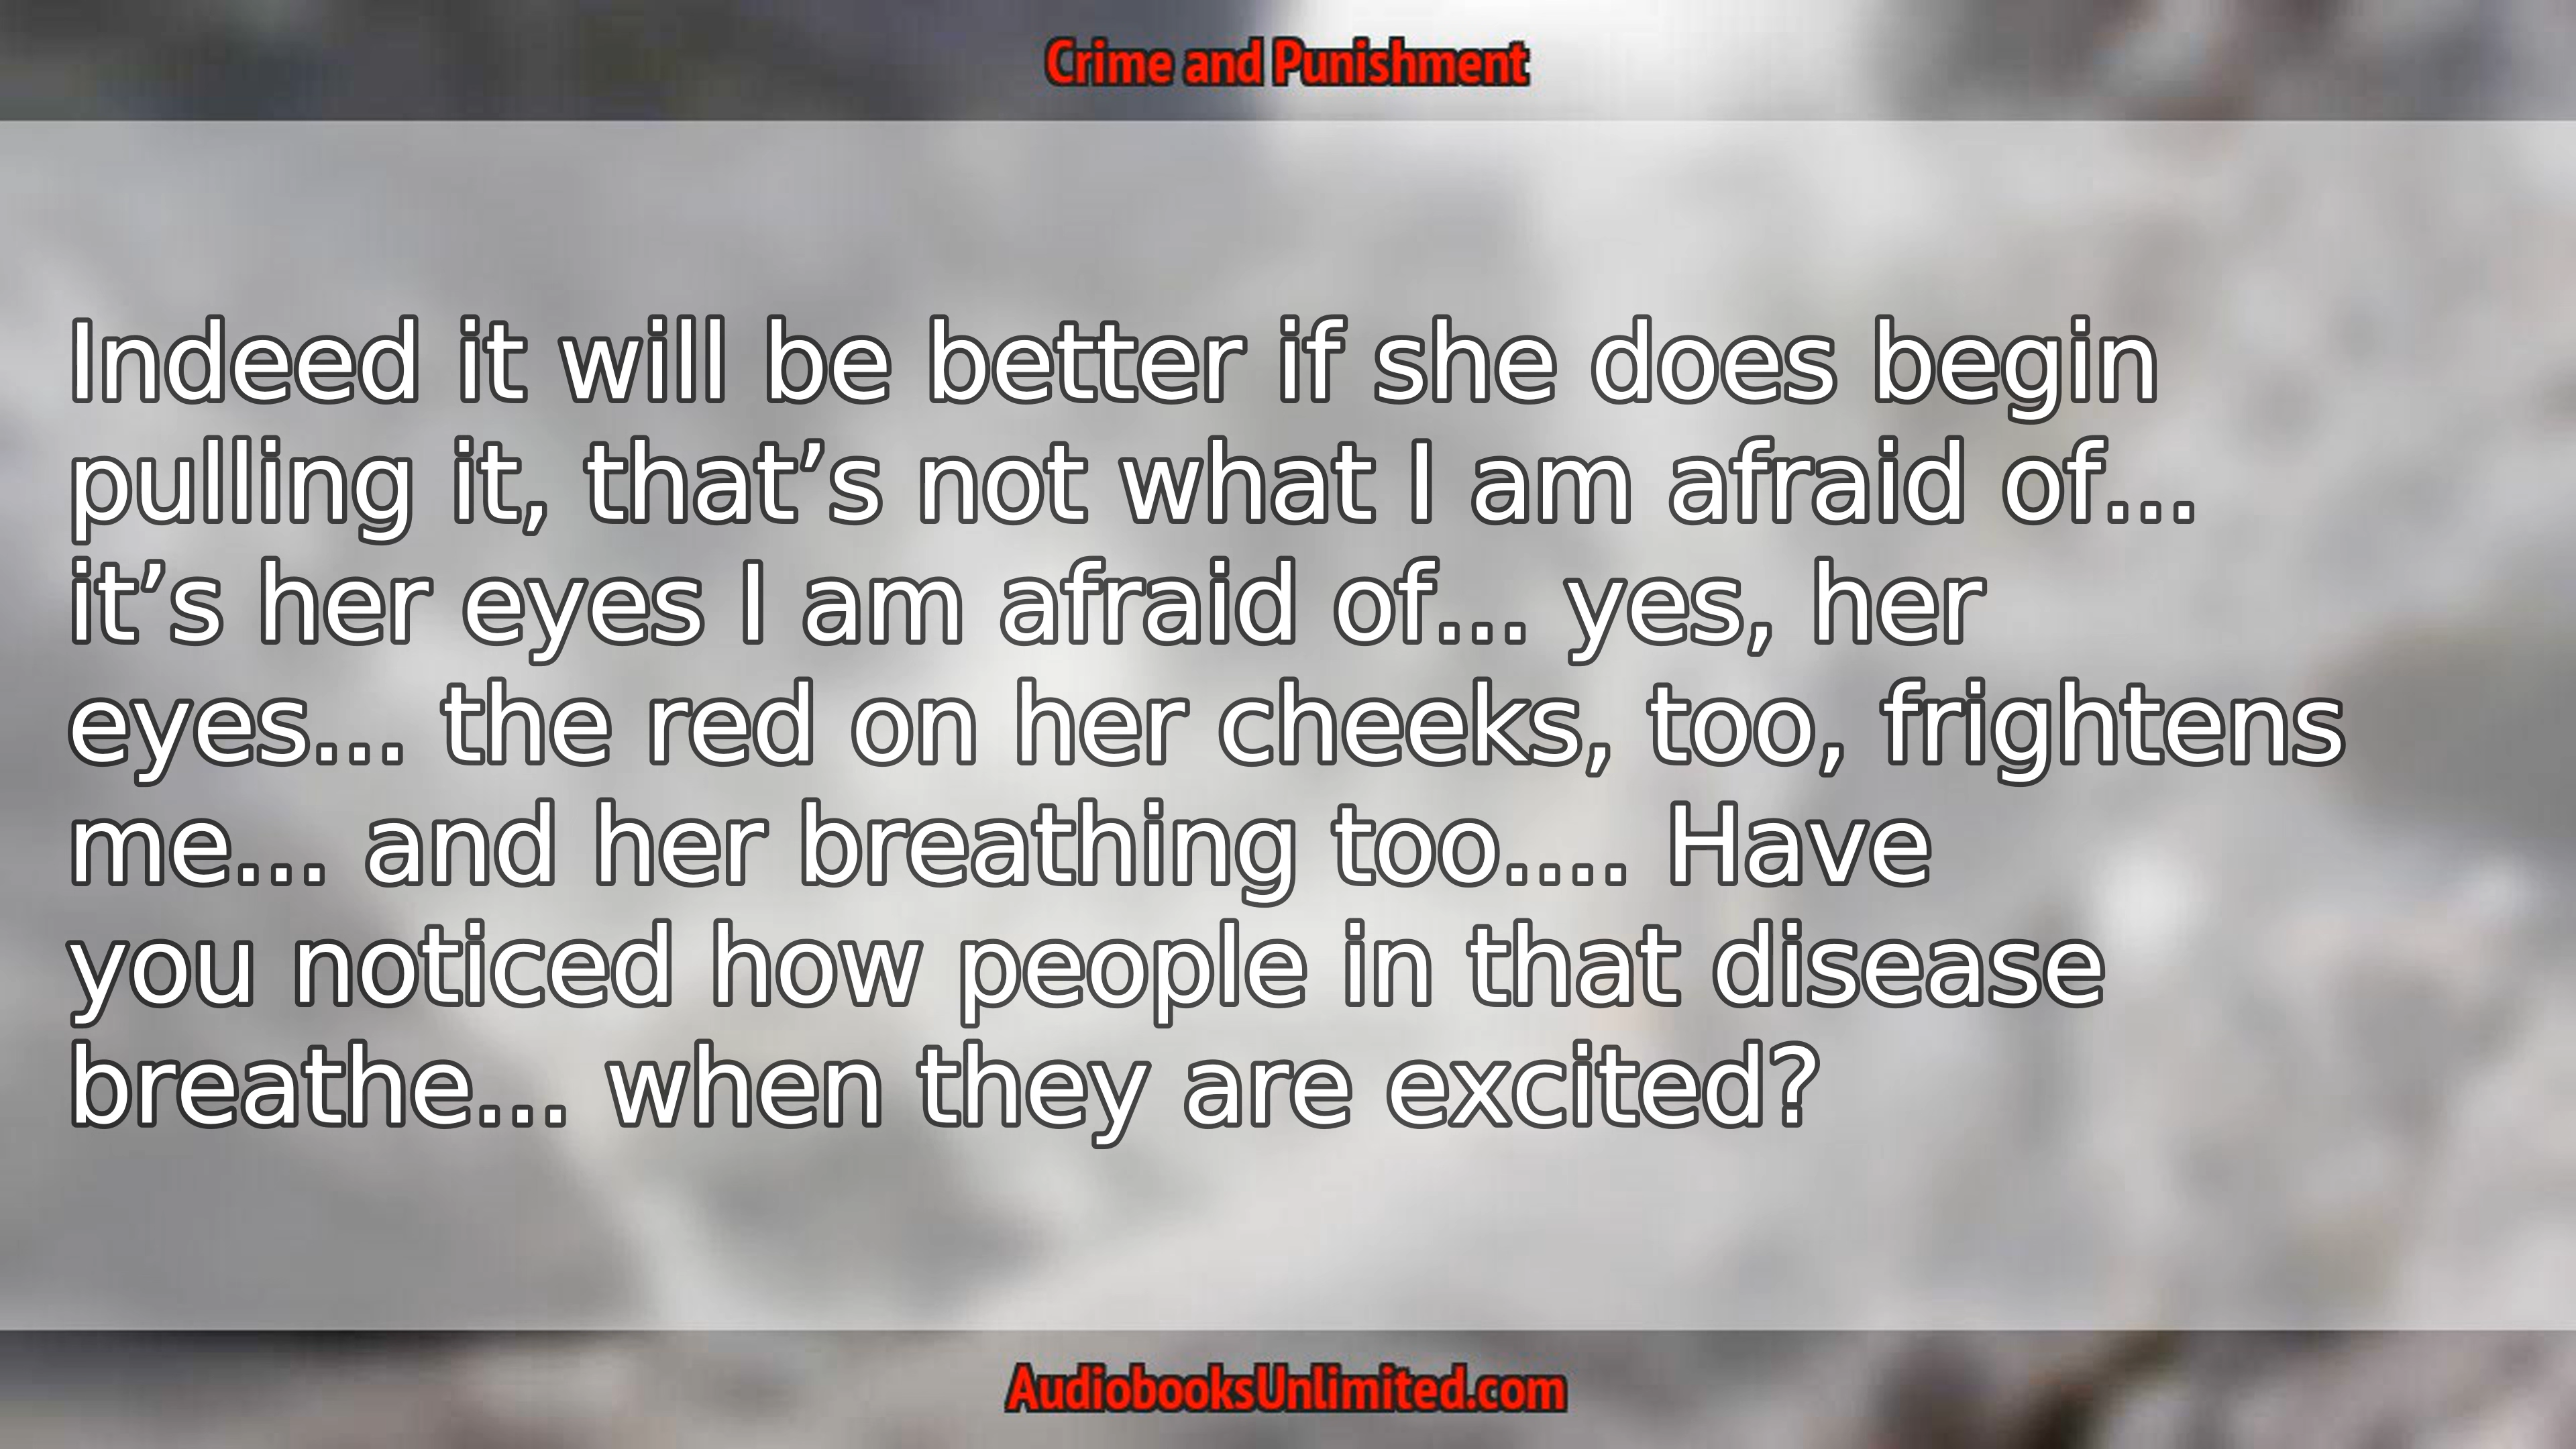 Crime and Punishment
Indeed it will be better if she does begin
pulling it, that’s not what I am afraid of...
it’s her eyes I am afraid of... yes, her
eyes... the red on her cheeks, too, frightens
me... and her breathing too.... Have
you noticed how people in that disease
breathe... when they are excited?
AudiobooksUnlimited.com